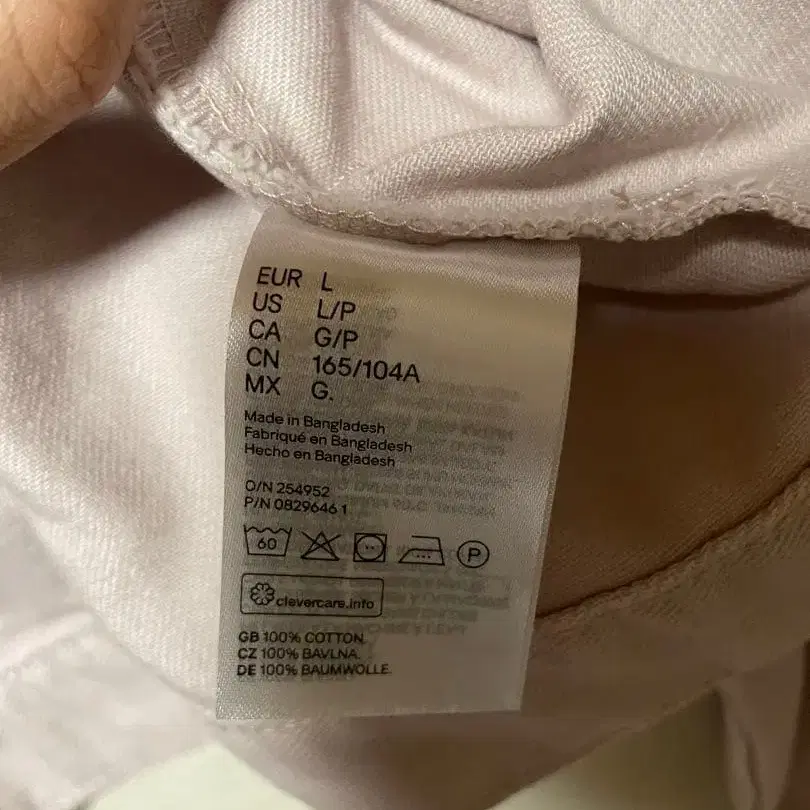 EUR L
US L/P
CA G/P
CN 165/104A
MX G.
Made in Bangladesh
Fabriqué en Bangladesh
Hecho en Bangladesh
O/N 254952
P/N 0829646 1
60
P
clevercare.info
GB 100% COTTON.
CZ 100% BAVLNA.
DE 100% BAUMWOLLE.